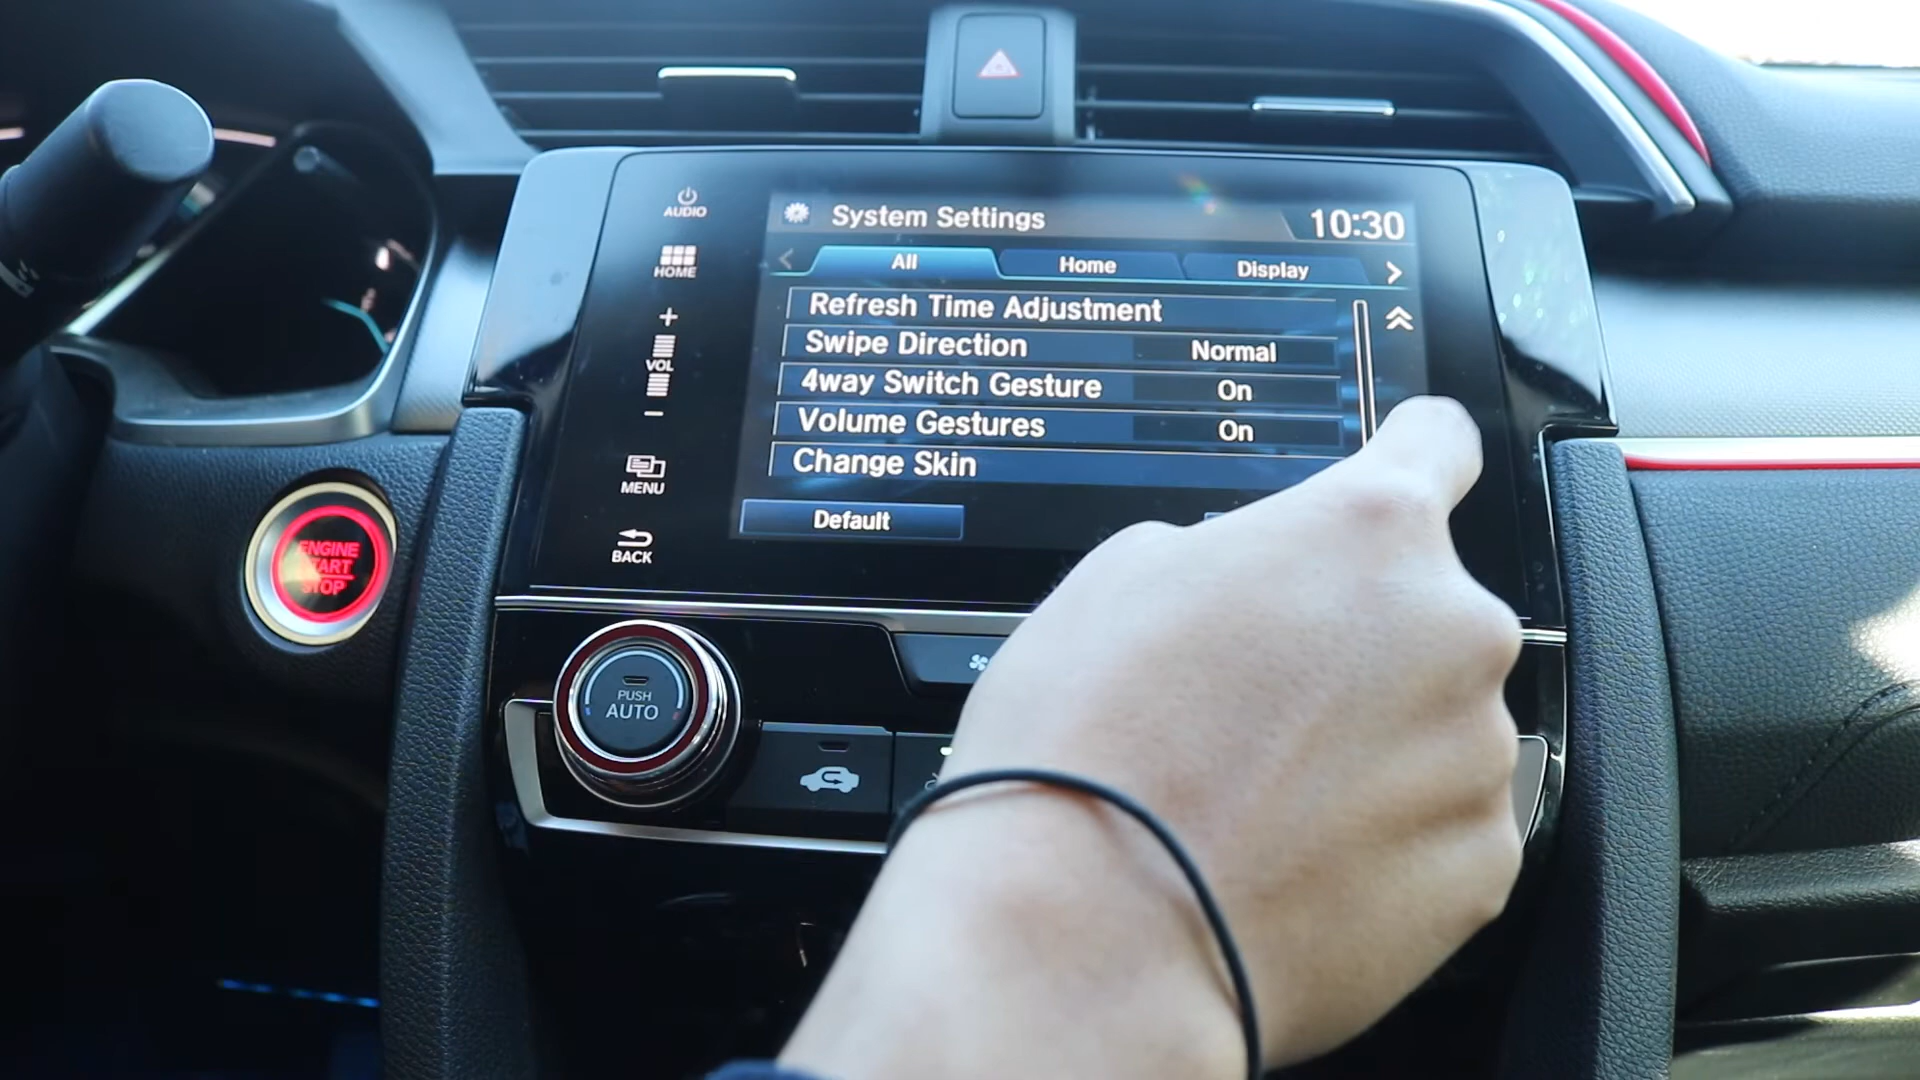 AUDIO
HOME
+
VOL
−
MENU
BACK
System Settings
10:30
All
Home
Display
Refresh Time Adjustment
Swipe Direction
Normal
4way Switch Gesture
On
Volume Gestures
On
Change Skin
Default
ENGINE
START
STOP
PUSH
AUTO